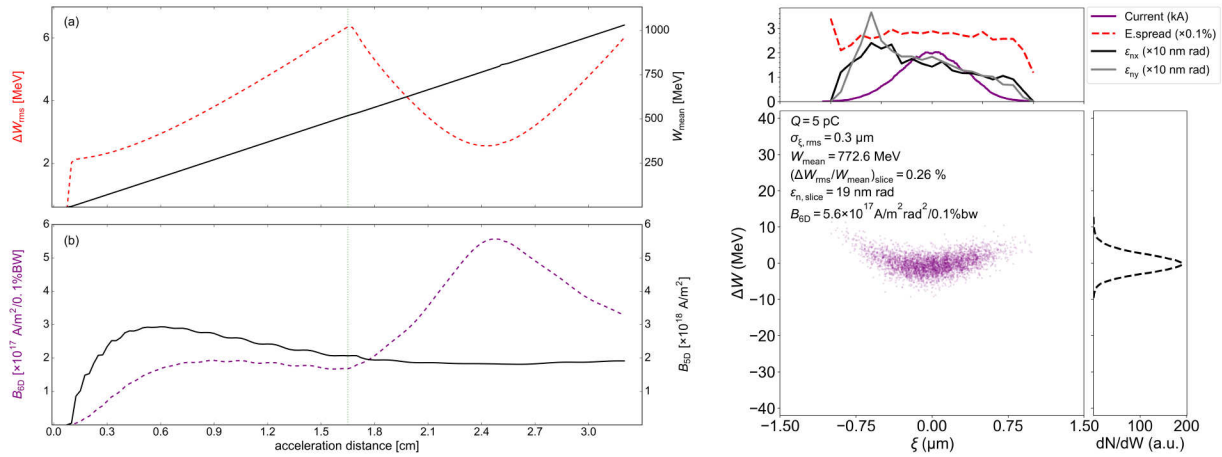 (a)
6
4
2
ΔW_rms [MeV]
1000
750
500
250
W_mean [MeV]
(b)
6
5
4
3
2
1
B_6D [×10^17 A/m^2/0.1%BW]
6
5
4
3
2
1
B_5D [×10^18 A/m^2]
0.0 0.3 0.6 0.9 1.2 1.5 1.8 2.1 2.4 2.7 3.0
acceleration distance [cm]
3
2
1
0
Current (kA)
E.spread (×0.1%)
ε_nx (×10 nm rad)
ε_ny (×10 nm rad)
Q = 5 pC
σ_ξ,rms = 0.3 μm
W_mean = 772.6 MeV
(ΔW_rms/W_mean)_slice = 0.26 %
ε_n,slice = 19 nm rad
B_6D = 5.6×10^17 A/m^2rad^2/0.1%bw
40
30
20
10
0
−10
−20
−30
−40
ΔW (MeV)
−1.50 −0.75 0.00 0.75 1.50
ξ (μm)
0 100 200
dN/dW (a.u.)